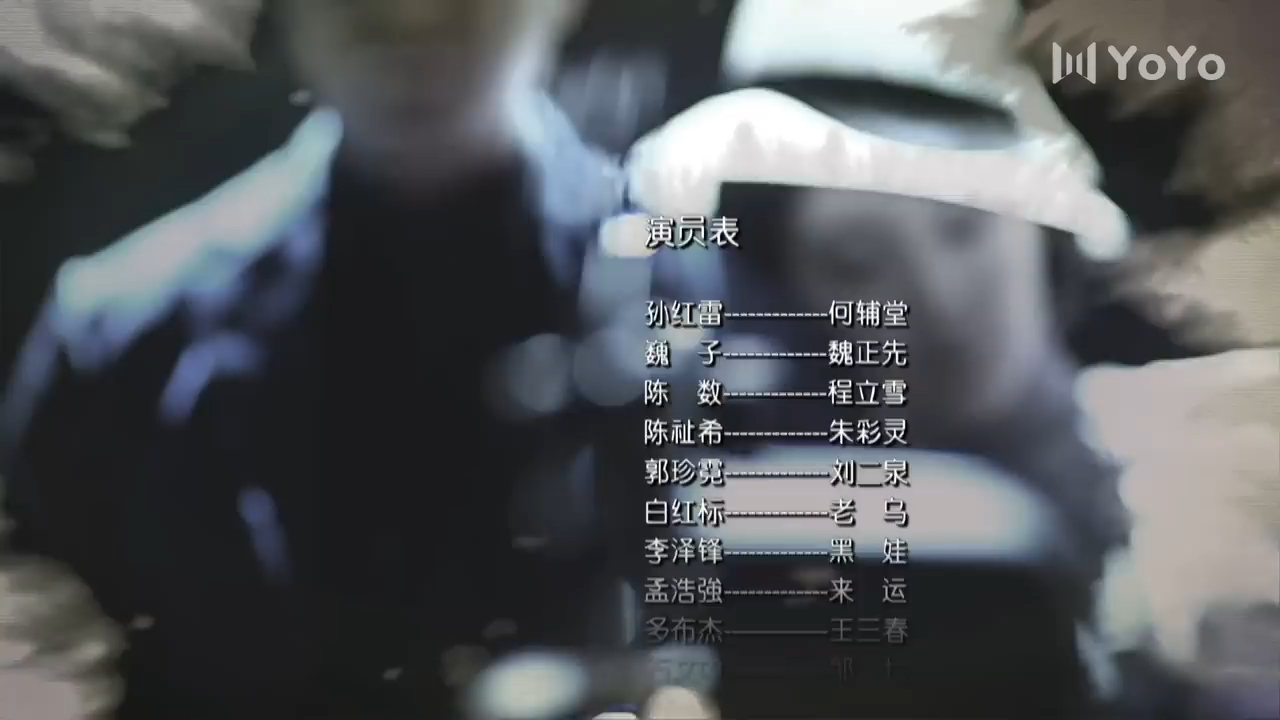 YoYo
演员表
孙红雷-------------何辅堂
巍　子-------------魏正先
陈　数-------------程立雪
陈祉希-------------朱彩灵
郭珍霓-------------刘二泉
白红标-------------老　乌
李泽锋-------------黑　娃
孟浩強-------------来　运
多布杰-------------王三春